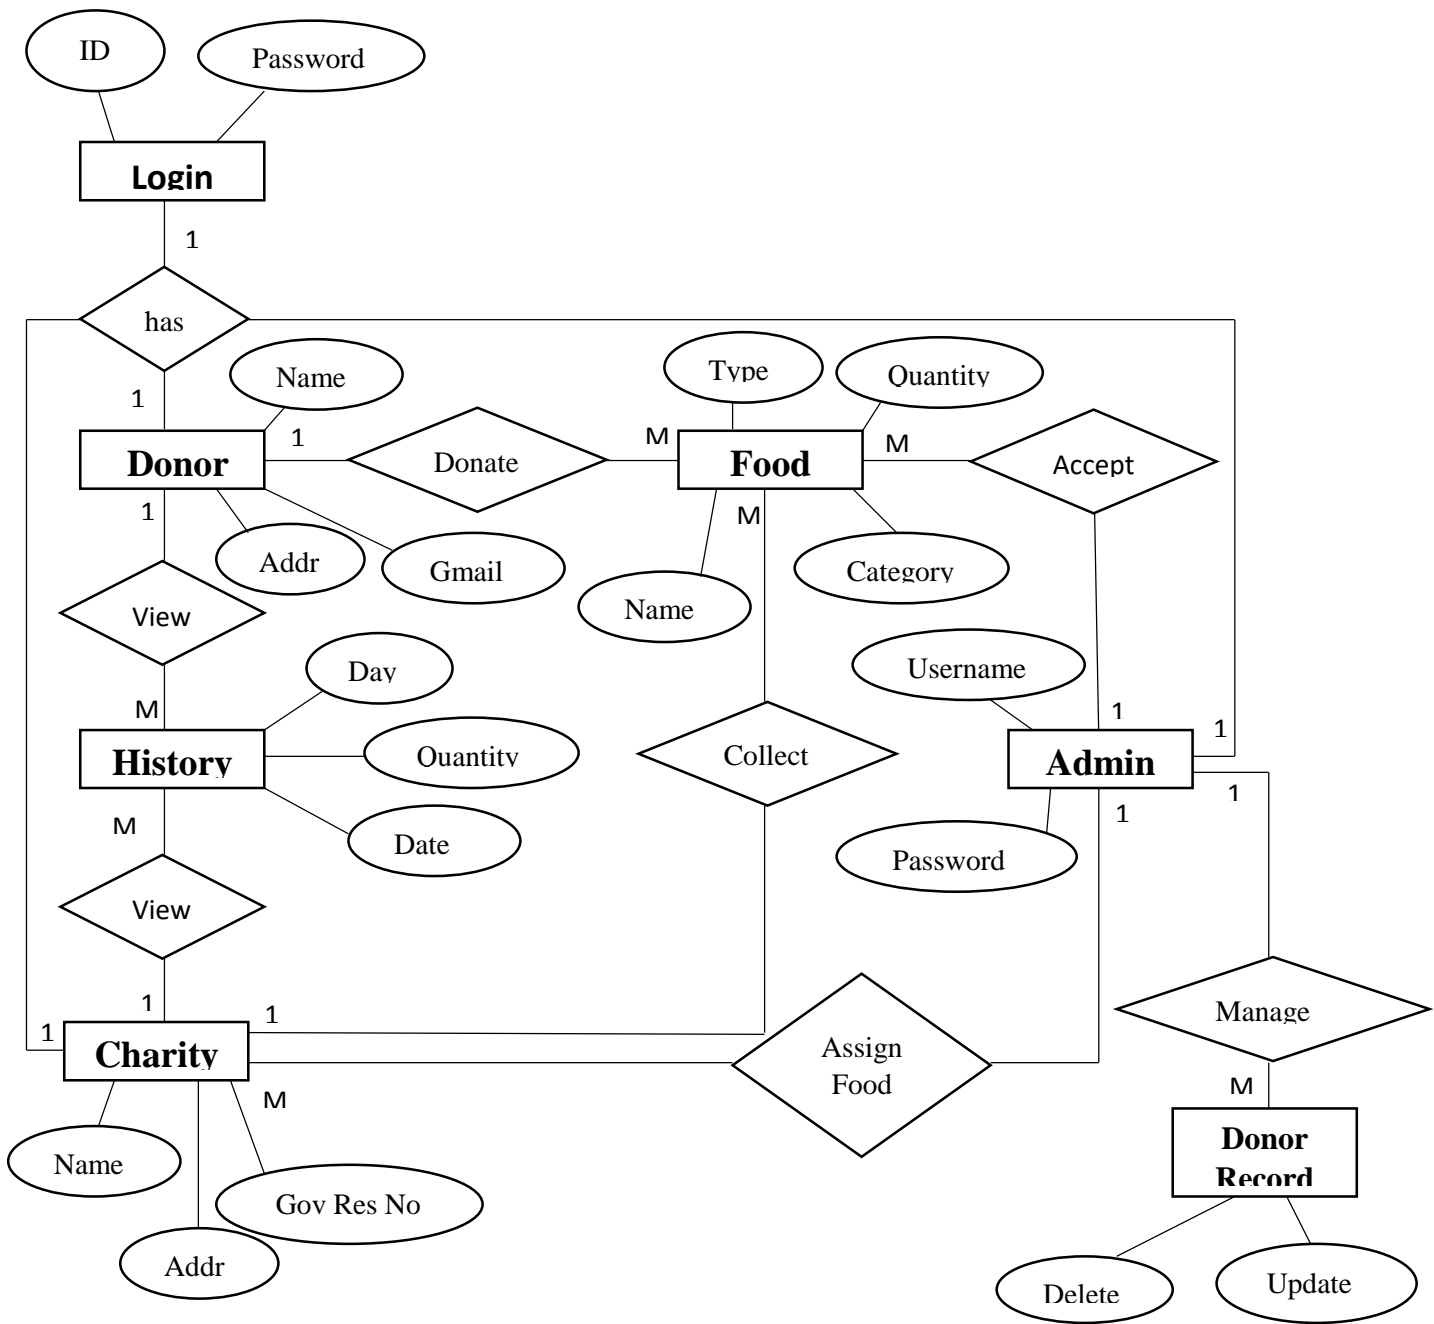 ID
Password
Login
1
has
Name
Type
Quantity
1
1
M
M
Donor
Donate
Food
Accept
1
M
Addr
Gmail
Category
Name
View
Day
Username
M
1
1
History
Quantity
Collect
Admin
1
M
1
Date
Password
View
1
1
1
Manage
Charity
Assign
Food
M
M
Name
Gov Res No
Donor
Record
Addr
Delete
Update